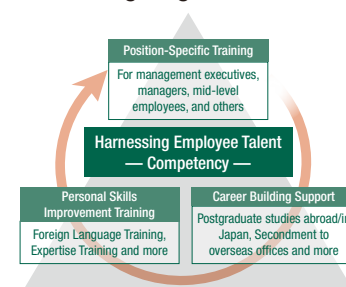 Position-Specific Training
For management executives,
managers, mid-level
employees, and others
Harnessing Employee Talent
— Competency —
Personal Skills
Improvement Training
Foreign Language Training,
Expertise Training and more
Career Building Support
Postgraduate studies abroad/in
Japan, Secondment to
overseas offices and more